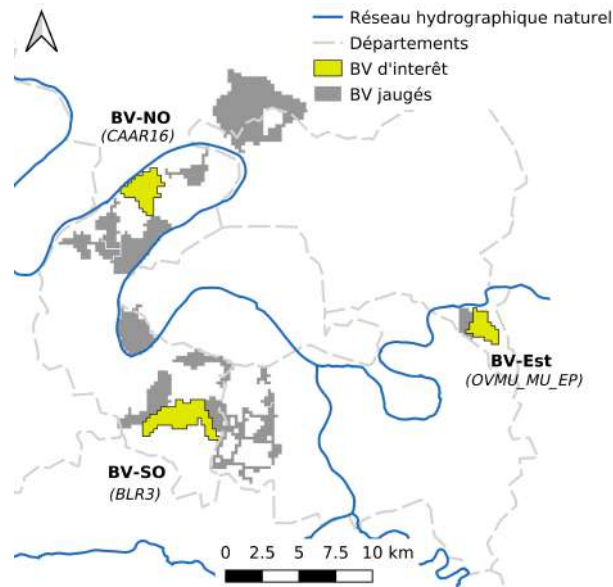 Réseau hydrographique naturel
Départements
BV d'interêt
BV jaugés
BV-NO
(CAAR16)
BV-Est
(OVMU_MU_EP)
BV-SO
(BLR3)
0 2.5 5 7.5 10 km